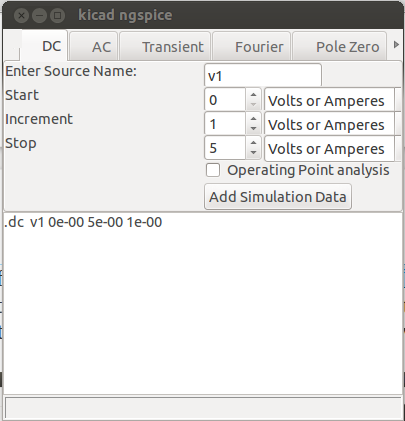 kicad ngspice
DC AC Transient Fourier Pole Zero
Enter Source Name: v1
Start 0 Volts or Amperes
Increment 1 Volts or Amperes
Stop 5 Volts or Amperes
Operating Point analysis
Add Simulation Data
.dc v1 0e-00 5e-00 1e-00